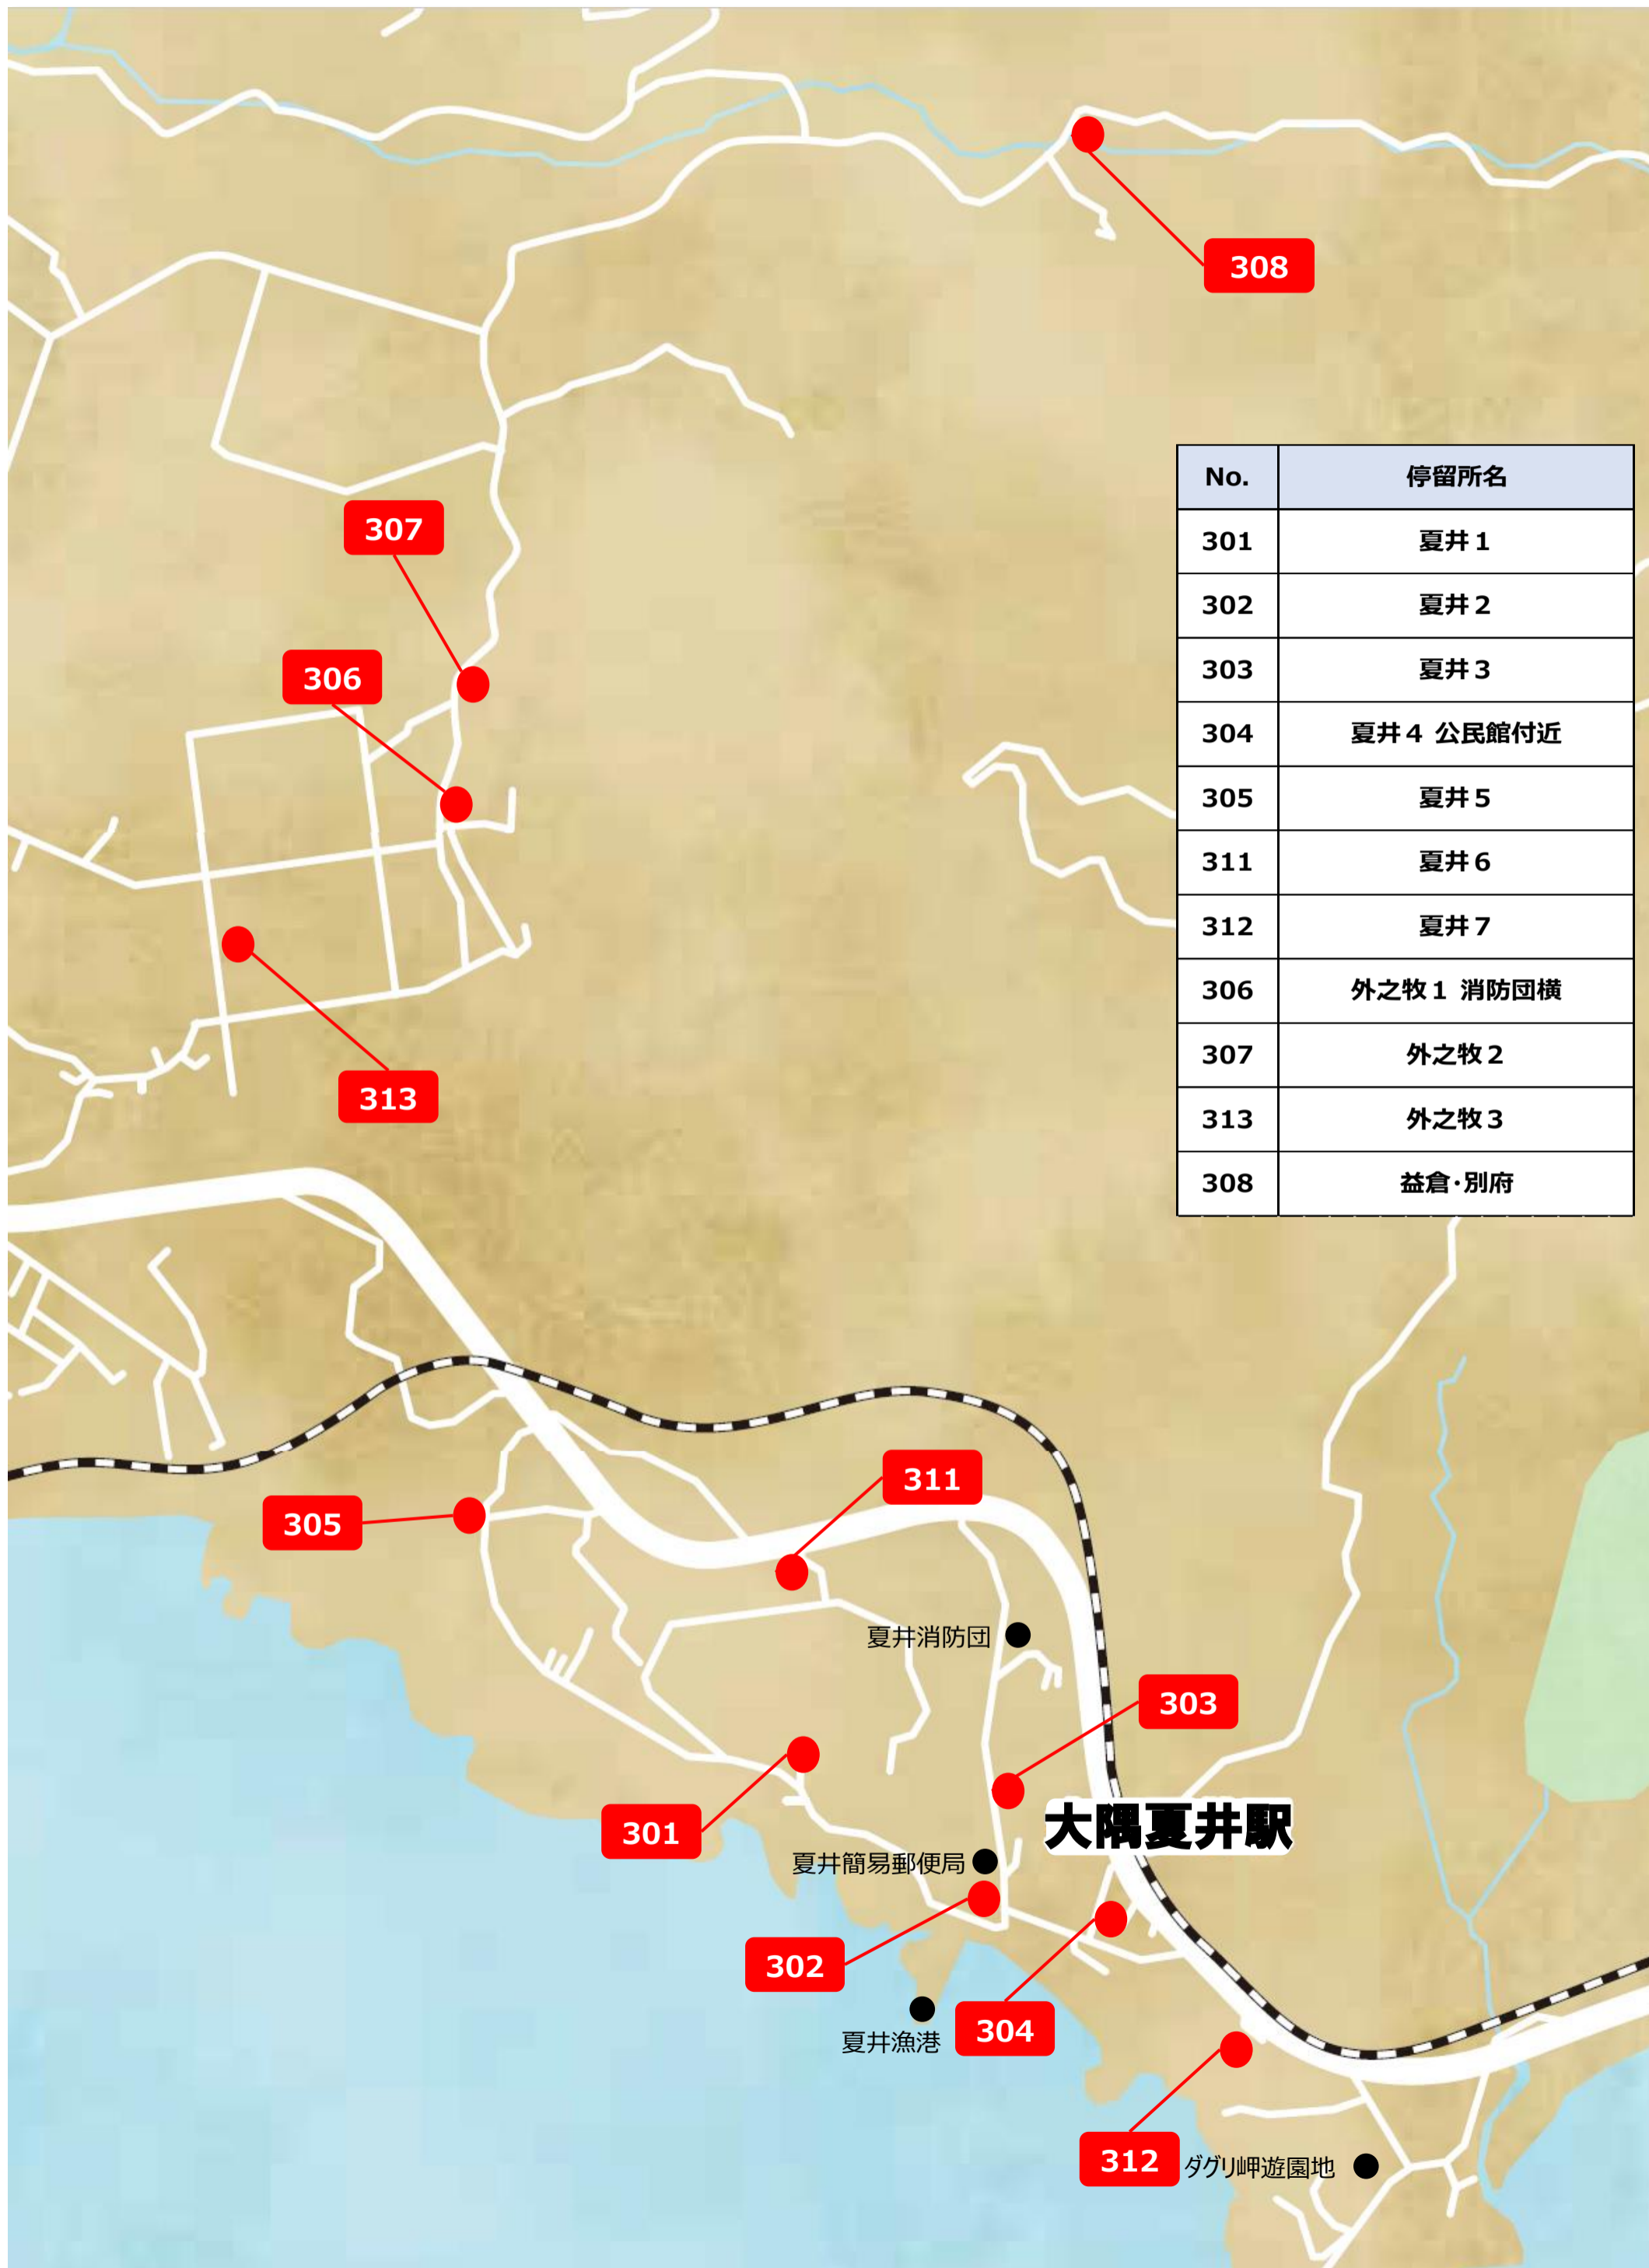 308
No. 停留所名
301 夏井1
302 夏井2
303 夏井3
304 夏井4 公民館付近
305 夏井5
311 夏井6
312 夏井7
306 外之牧1 消防団横
307 外之牧2
313 外之牧3
308 益倉・別府
307
306
313
311
305
夏井消防団
303
大隅夏井駅
301
夏井簡易郵便局
302
304
夏井漁港
312
ダグリ岬遊園地